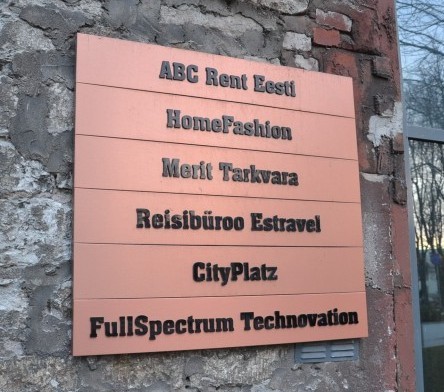 ABC Rent Eesti
HomeFashion
Merit Tarkvara
Reisibüroo Estravel
CityPlatz
FullSpectrum Technovation